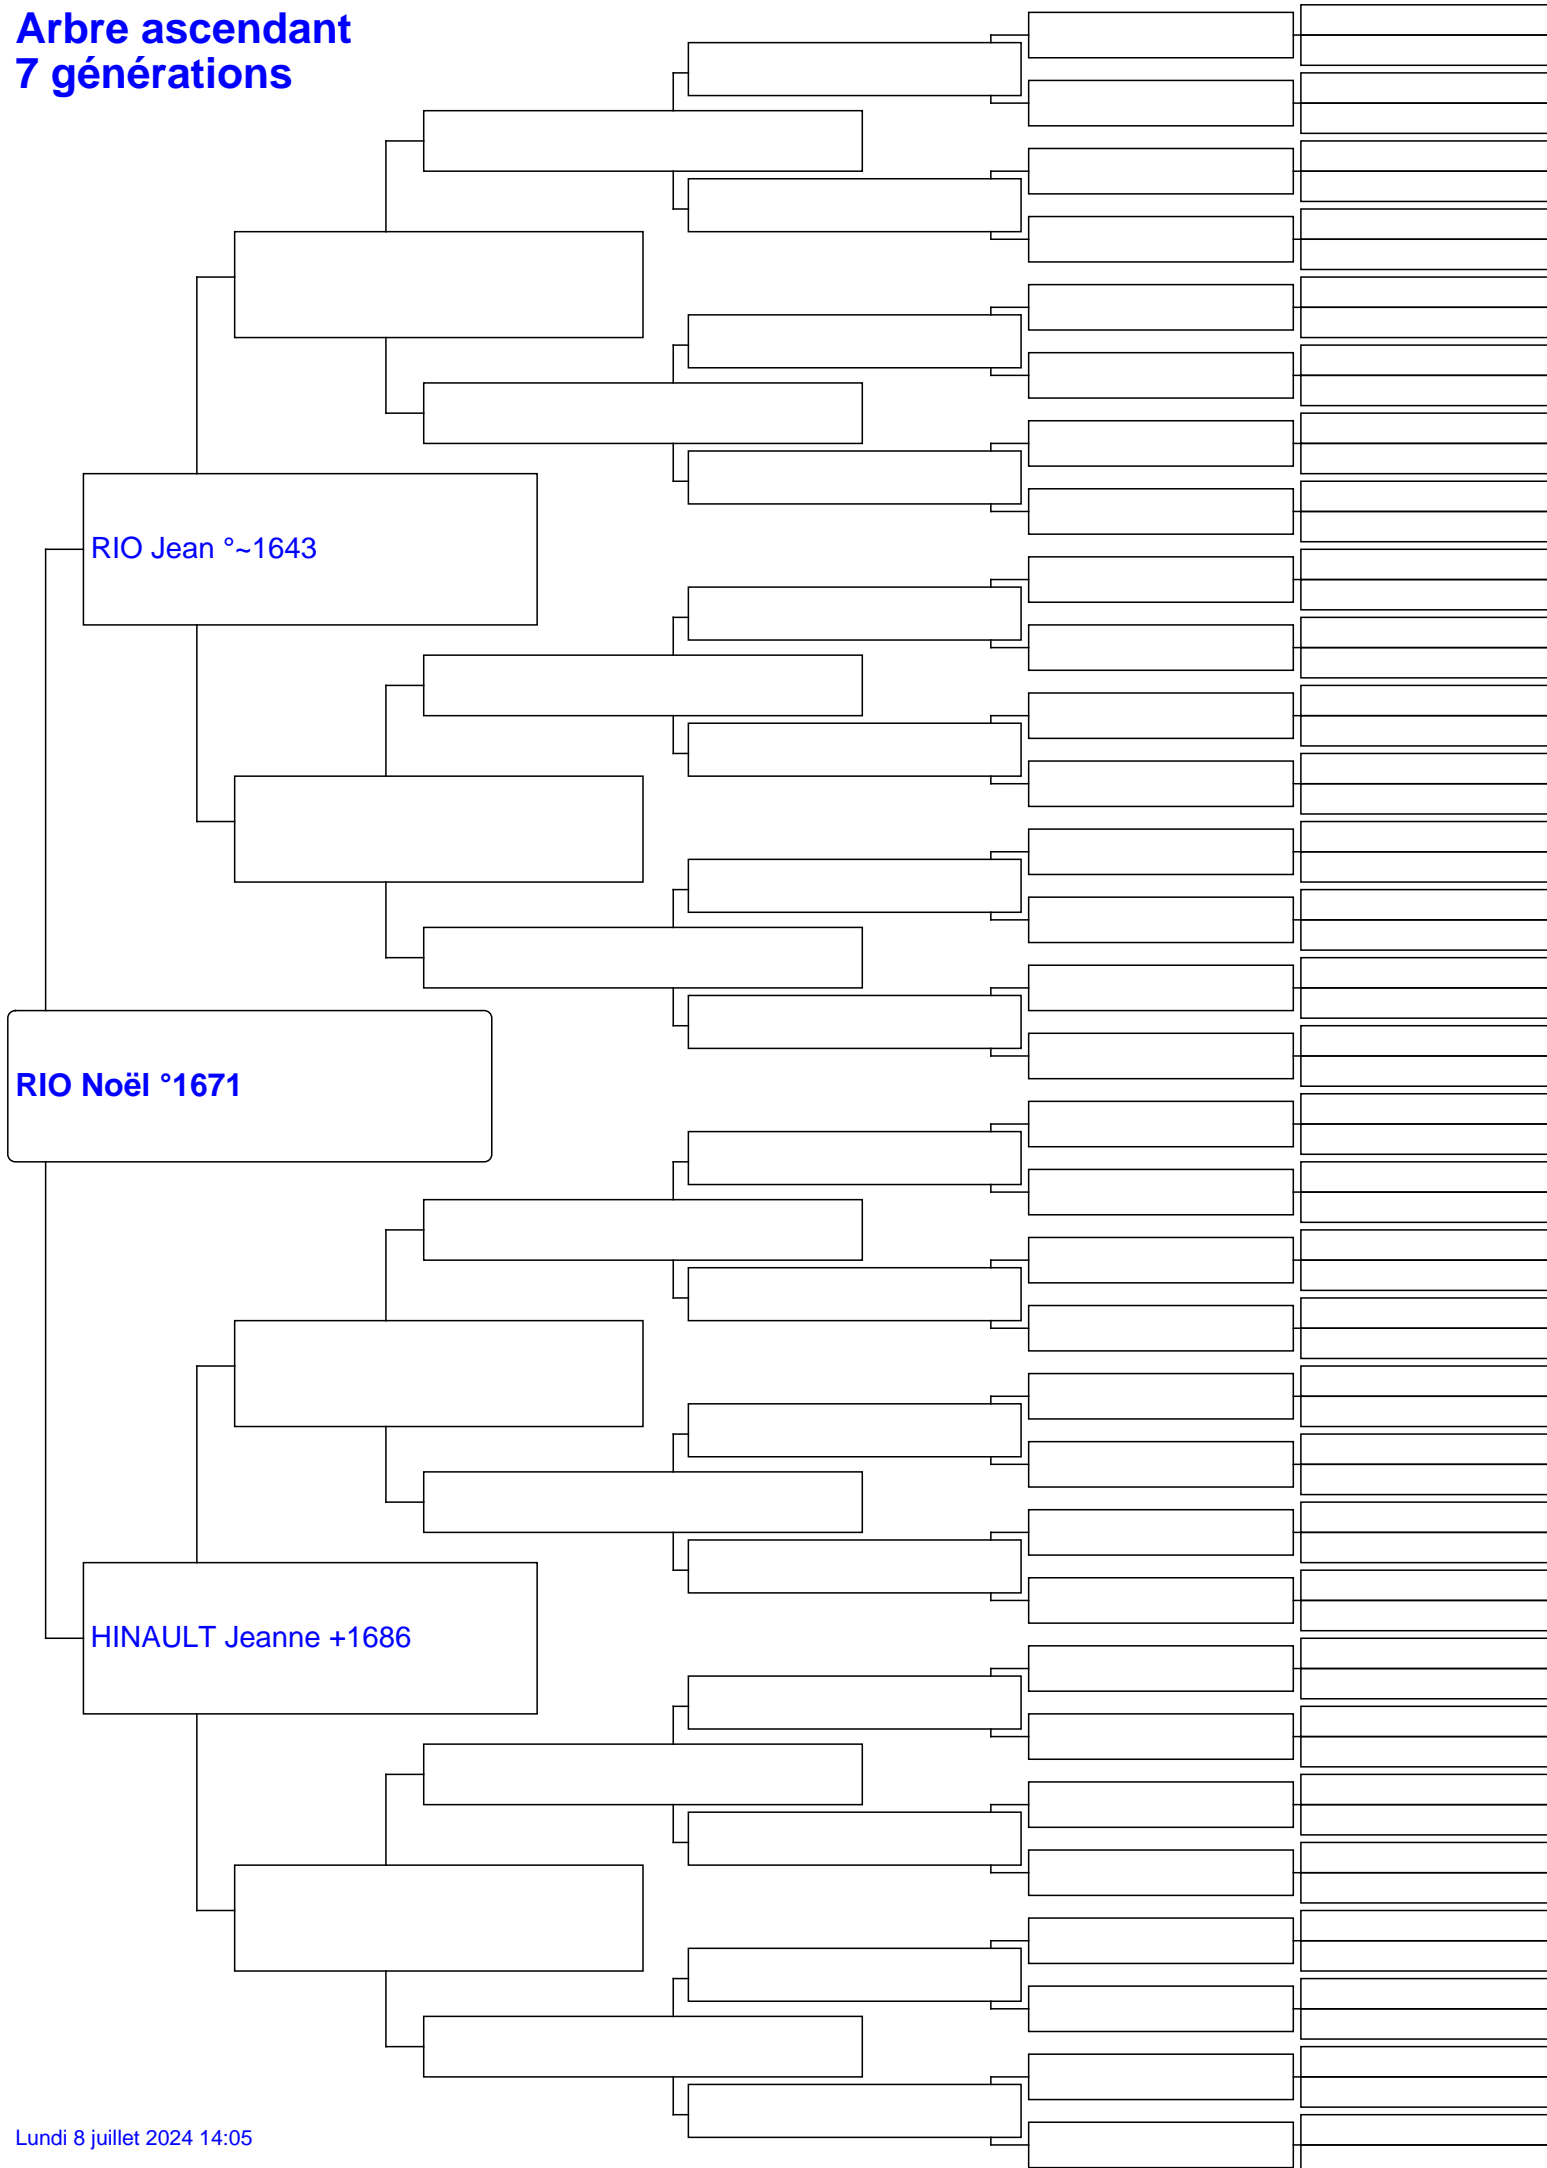 Arbre ascendant
7 générations
RIO Jean °~1643
RIO Noël °1671
HINAULT Jeanne +1686
Lundi 8 juillet 2024 14:05